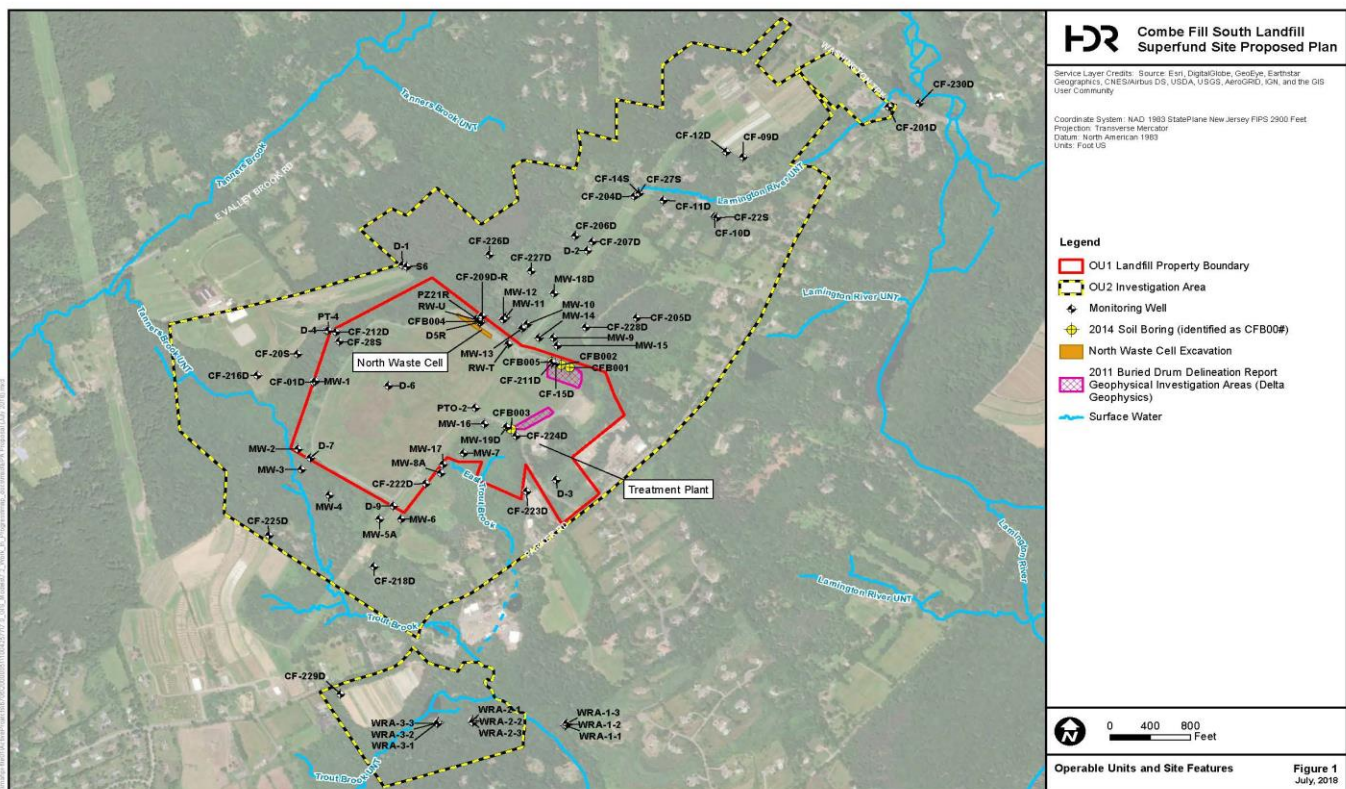 HDR
Combe Fill South Landfill
Superfund Site Proposed Plan
Service Layer Credits: Source: Esri, DigitalGlobe, GeoEye, Earthstar
Geographics, CNES/Airbus DS, USDA, USGS, AeroGRID, IGN, and the GIS
User Community
Coordinate System: NAD 1983 StatePlane New Jersey FIPS 2900 Feet
Projection: Transverse Mercator
Datum: North American 1983
Units: Foot US
Legend
OU1 Landfill Property Boundary
OU2 Investigation Area
Monitoring Well
2014 Soil Boring (identified as CFB00#)
North Waste Cell Excavation
2011 Buried Drum Delineation Report
Geophysical Investigation Areas (Delta
Geophysics)
Surface Water
N
0 400 800
Feet
Operable Units and Site Features
Figure 1
July, 2018
CF-230D
CF-201D
CF-12D
CF-09D
Tanners Brook UNT
Tanners Brook
E VALLEY BROOK RD
Lamington River UNT
CF-14S
CF-27S
CF-204D
CF-11D
CF-22S
CF-10D
CF-206D
CF-207D
D-2
CF-226D
CF-227D
D-1
S6
CF-209D-R
MW-18D
PZ21R
MW-12
RW-U
MW-11
MW-10
CFB004
MW-14
D5R
CF-205D
CF-228D
MW-9
MW-15
PT-4
D-4
CF-212D
CF-28S
CF-20S
North Waste Cell
MW-13
RW-T
CFB005
CFB002
CFB001
CF-211D
CF-15D
Tanners Brook UNT
CF-216D
CF-01D
MW-1
D-6
PTO-2
MW-16
CFB003
CF-224D
MW-19D
MW-7
MW-17
MW-8A
MW-2
D-7
MW-3
CF-222D
East Trout Brook
Treatment Plant
D-3
CF-223D
MW-4
D-9
MW-6
MW-5A
CF-225D
CF-218D
Trout Brook
Lamington River UNT
Lamington River UNT
Lamington River
CF-229D
WRA-3-3
WRA-3-2
WRA-3-1
WRA-2-1
WRA-2-2
WRA-2-3
WRA-1-3
WRA-1-2
WRA-1-1
Trout Brook UNT